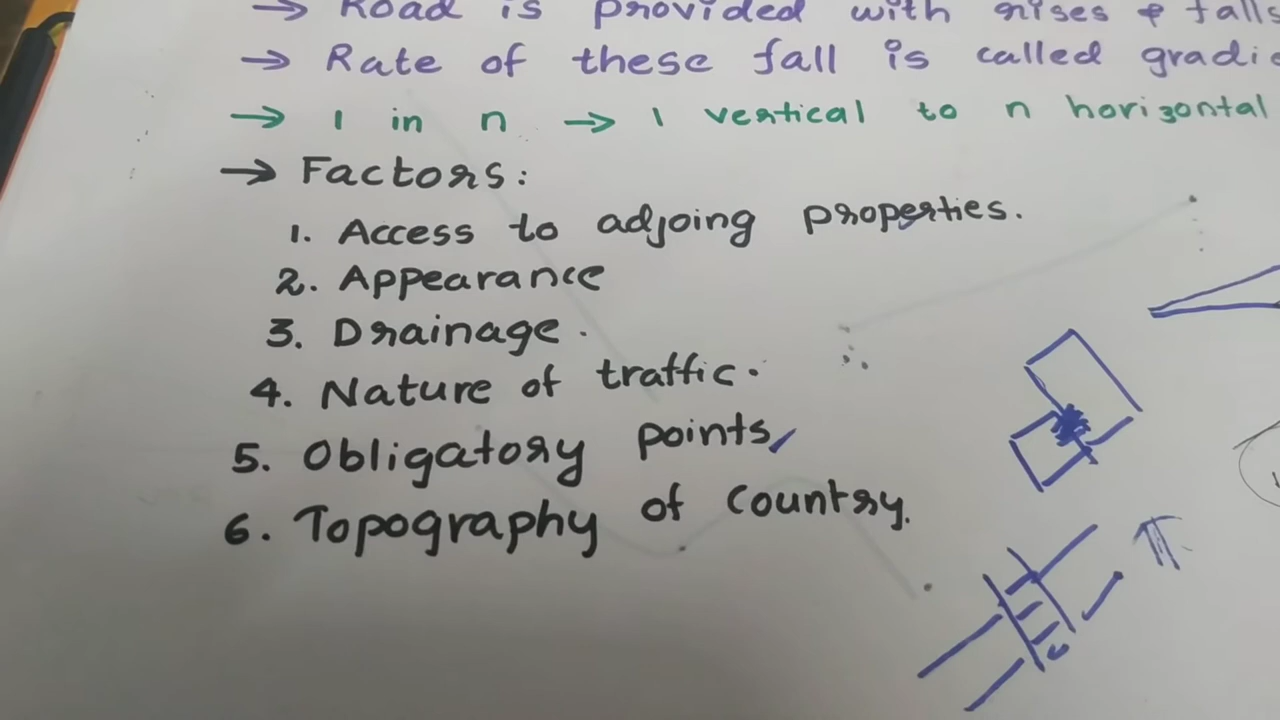 → Road is provided with rises & falls
→ Rate of these fall is called
→ 1 in n → 1 vertical to n horizontal
→ Factors:
1. Access to adjoing properties.
2. Appearance
3. Drainage.
4. Nature of traffic.
5. Obligatory points,
6. Topography of country.